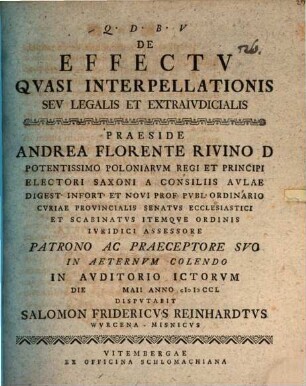 Q · D · B · V
DE
EFFECTV
QVASI INTERPELLATIONIS
SEV LEGALIS ET EXTRAIVDICIALIS
PRAESIDE
ANDREA FLORENTE RIVINO D
POTENTISSIMO POLONIARVM REGI ET PRINCIPI
ELECTORI SAXONI A CONSILIIS AVLAE
DIGEST INFORT ET NOVI PROF PVBL ORDINARIO
CVRIAE PROVINCIALIS SENATVS ECCLESIASTICI
ET SCABINATVS ITEMQVE ORDINIS
IVRIDICI ASSESSORE
PATRONO AC PRAECEPTORE SVO
IN AETERNVM COLENDO
IN AVDITORIO ICTORVM
DIE MAII ANNO cIɔ Iɔ CCL
DISPVTABIT
SALOMON FRIDERICVS REINHARDTVS
WVRCENA - MISNICVS
VITEMBERGAE
EX OFFICINA SCHLOMACHIANA